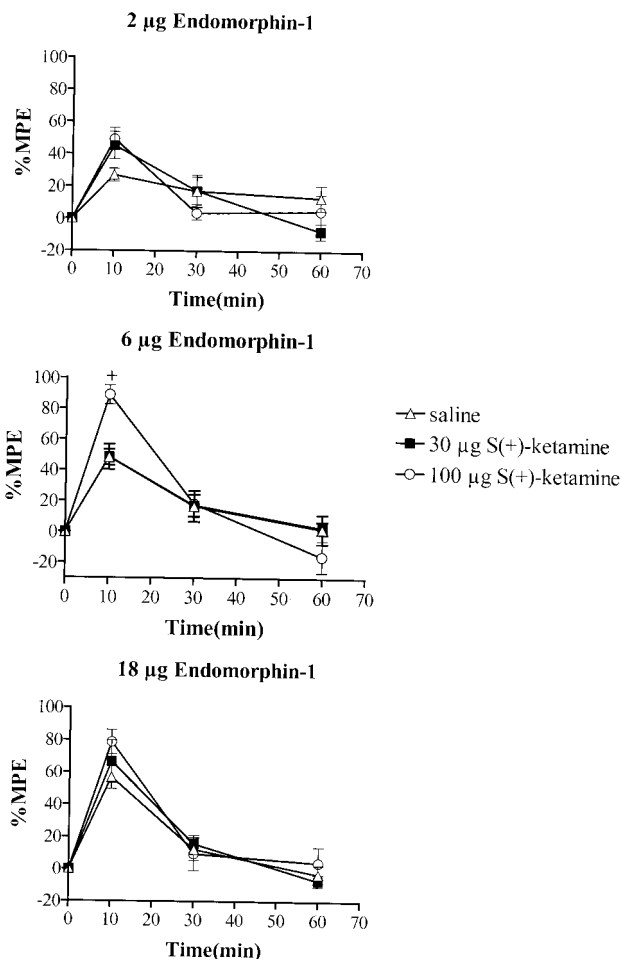 2 µg Endomorphin-1
100
80
60
40
20
0
-20
%MPE
0 10 20 30 40 50 60 70
Time(min)
6 µg Endomorphin-1
+
100
80
60
40
20
0
-20
%MPE
0 10 20 30 40 50 60 70
Time(min)
saline
30 µg S(+)-ketamine
100 µg S(+)-ketamine
18 µg Endomorphin-1
100
80
60
40
20
0
-20
%MPE
0 10 20 30 40 50 60 70
Time(min)